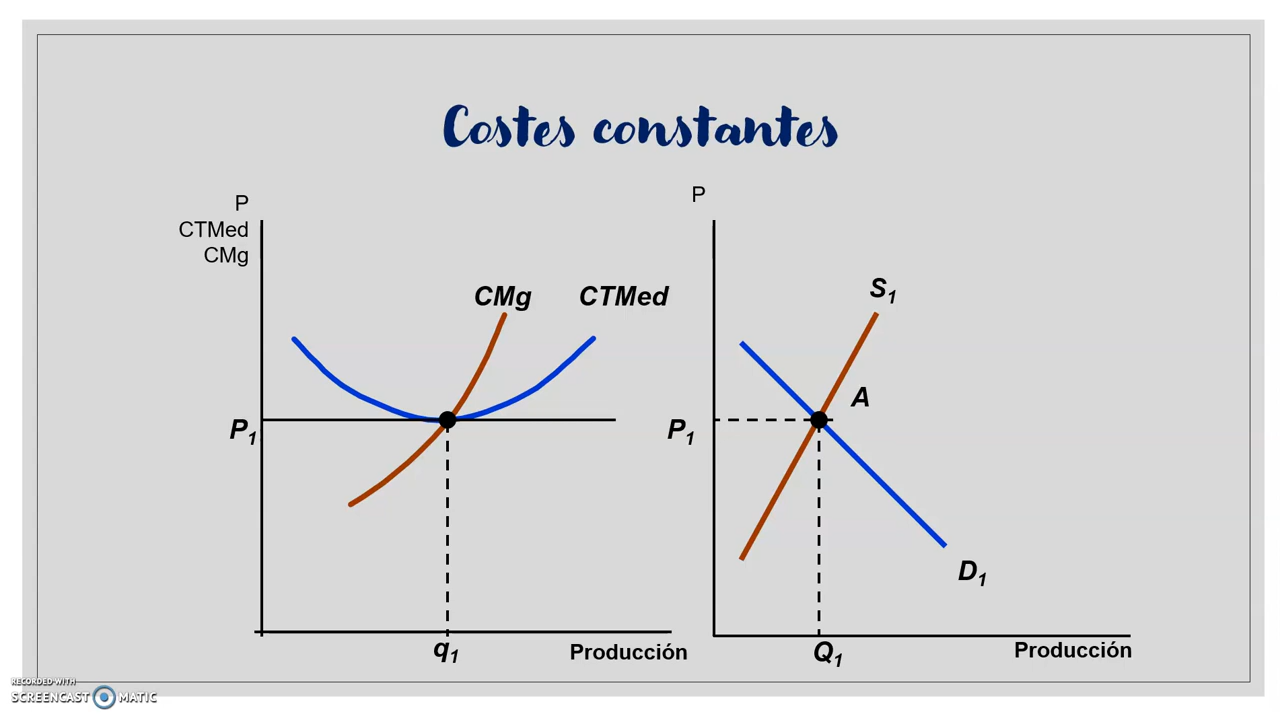 Costes constantes
P
CTMed
CMg
CMg
CTMed
P1
q1
Producción
P
S1
A
P1
D1
Q1
Producción
RECORDED WITH
SCREENCAST MATIC